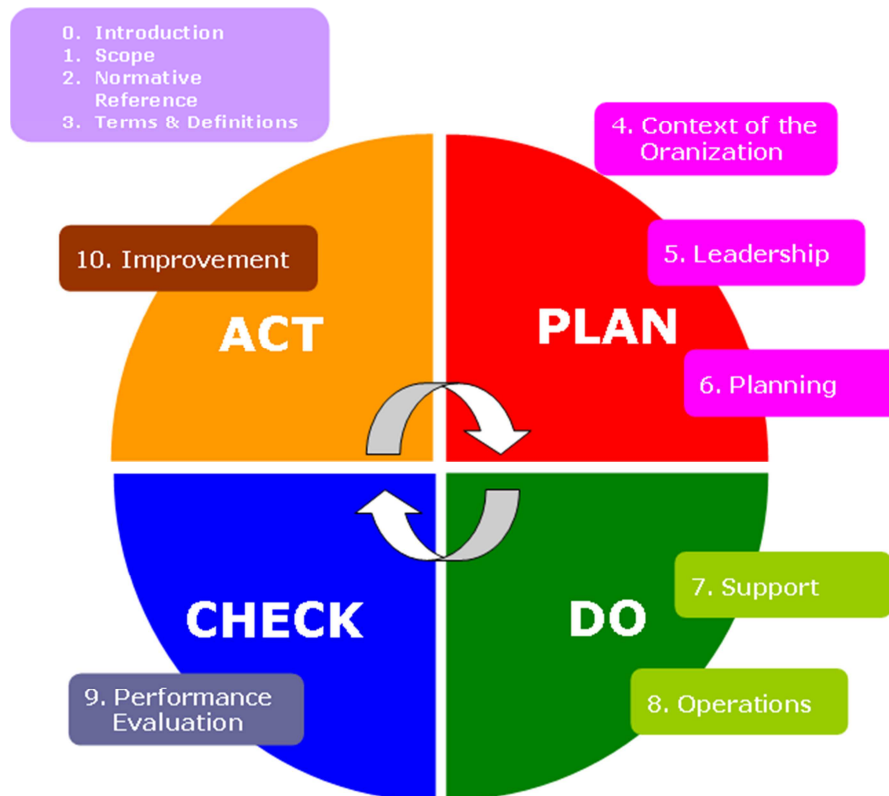 0. Introduction
1. Scope
2. Normative
Reference
3. Terms & Definitions
4. Context of the
Oranization
10. Improvement
5. Leadership
ACT
PLAN
6. Planning
7. Support
CHECK
DO
9. Performance
Evaluation
8. Operations